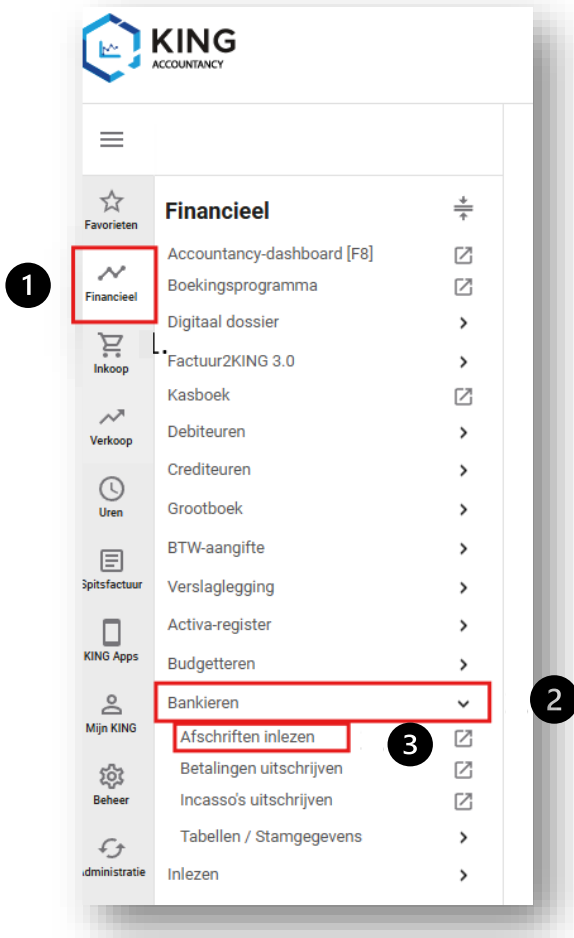 KING
ACCOUNTANCY
Favorieten
Financieel
Inkoop
Verkoop
Uren
Spitsfactuur
KING Apps
Mijn KING
Beheer
dministratie
Financieel
Accountancy-dashboard [F8]
Boekingsprogramma
Digitaal dossier
Factuur2KING 3.0
Kasboek
Debiteuren
Crediteuren
Grootboek
BTW-aangifte
Verslaglegging
Activa-register
Budgetteren
Bankieren
Afschriften inlezen
Betalingen uitschrijven
Incasso's uitschrijven
Tabellen / Stamgegevens
Inlezen
1
2
3